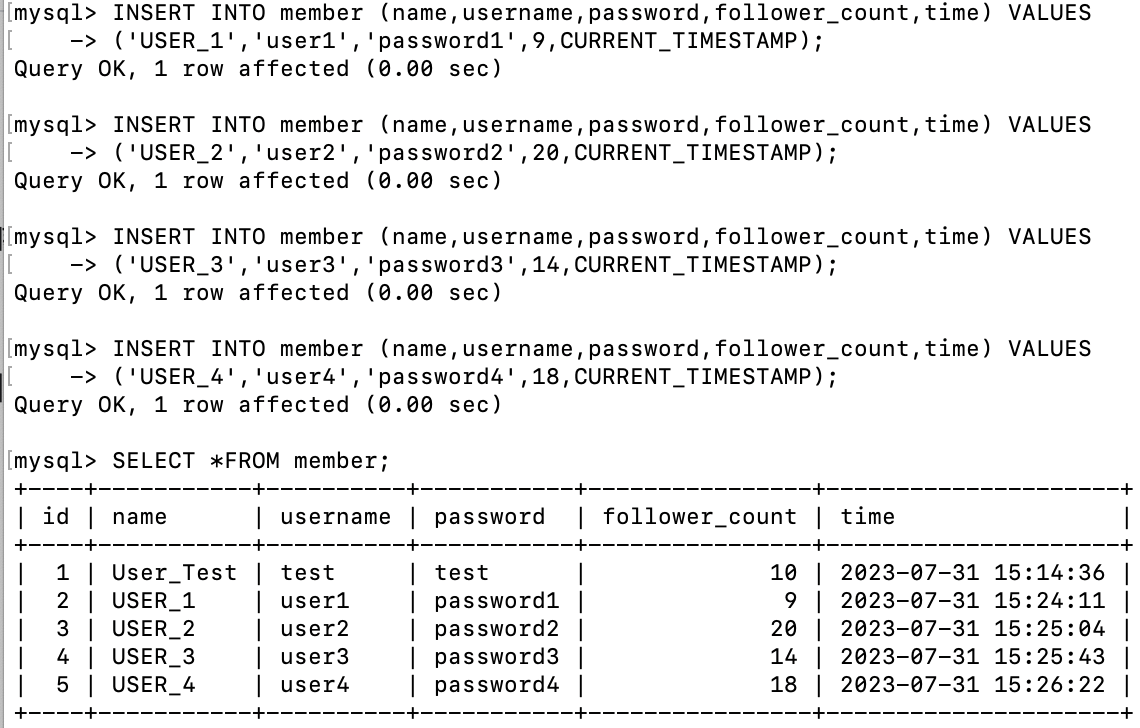 [mysql> INSERT INTO member (name,username,password,follower_count,time) VALUES
[    -> ('USER_1','user1','password1',9,CURRENT_TIMESTAMP);
Query OK, 1 row affected (0.00 sec)
[mysql> INSERT INTO member (name,username,password,follower_count,time) VALUES
[    -> ('USER_2','user2','password2',20,CURRENT_TIMESTAMP);
Query OK, 1 row affected (0.00 sec)
[mysql> INSERT INTO member (name,username,password,follower_count,time) VALUES
[    -> ('USER_3','user3','password3',14,CURRENT_TIMESTAMP);
Query OK, 1 row affected (0.00 sec)
[mysql> INSERT INTO member (name,username,password,follower_count,time) VALUES
[    -> ('USER_4','user4','password4',18,CURRENT_TIMESTAMP);
Query OK, 1 row affected (0.00 sec)
[mysql> SELECT *FROM member;
+----+-----------+----------+-----------+----------------+---------------------+
| id | name      | username | password  | follower_count | time                |
+----+-----------+----------+-----------+----------------+---------------------+
|  1 | User_Test | test     | test      |             10 | 2023-07-31 15:14:36 |
|  2 | USER_1    | user1    | password1 |              9 | 2023-07-31 15:24:11 |
|  3 | USER_2    | user2    | password2 |             20 | 2023-07-31 15:25:04 |
|  4 | USER_3    | user3    | password3 |             14 | 2023-07-31 15:25:43 |
|  5 | USER_4    | user4    | password4 |             18 | 2023-07-31 15:26:22 |
+----+-----------+----------+-----------+----------------+---------------------+